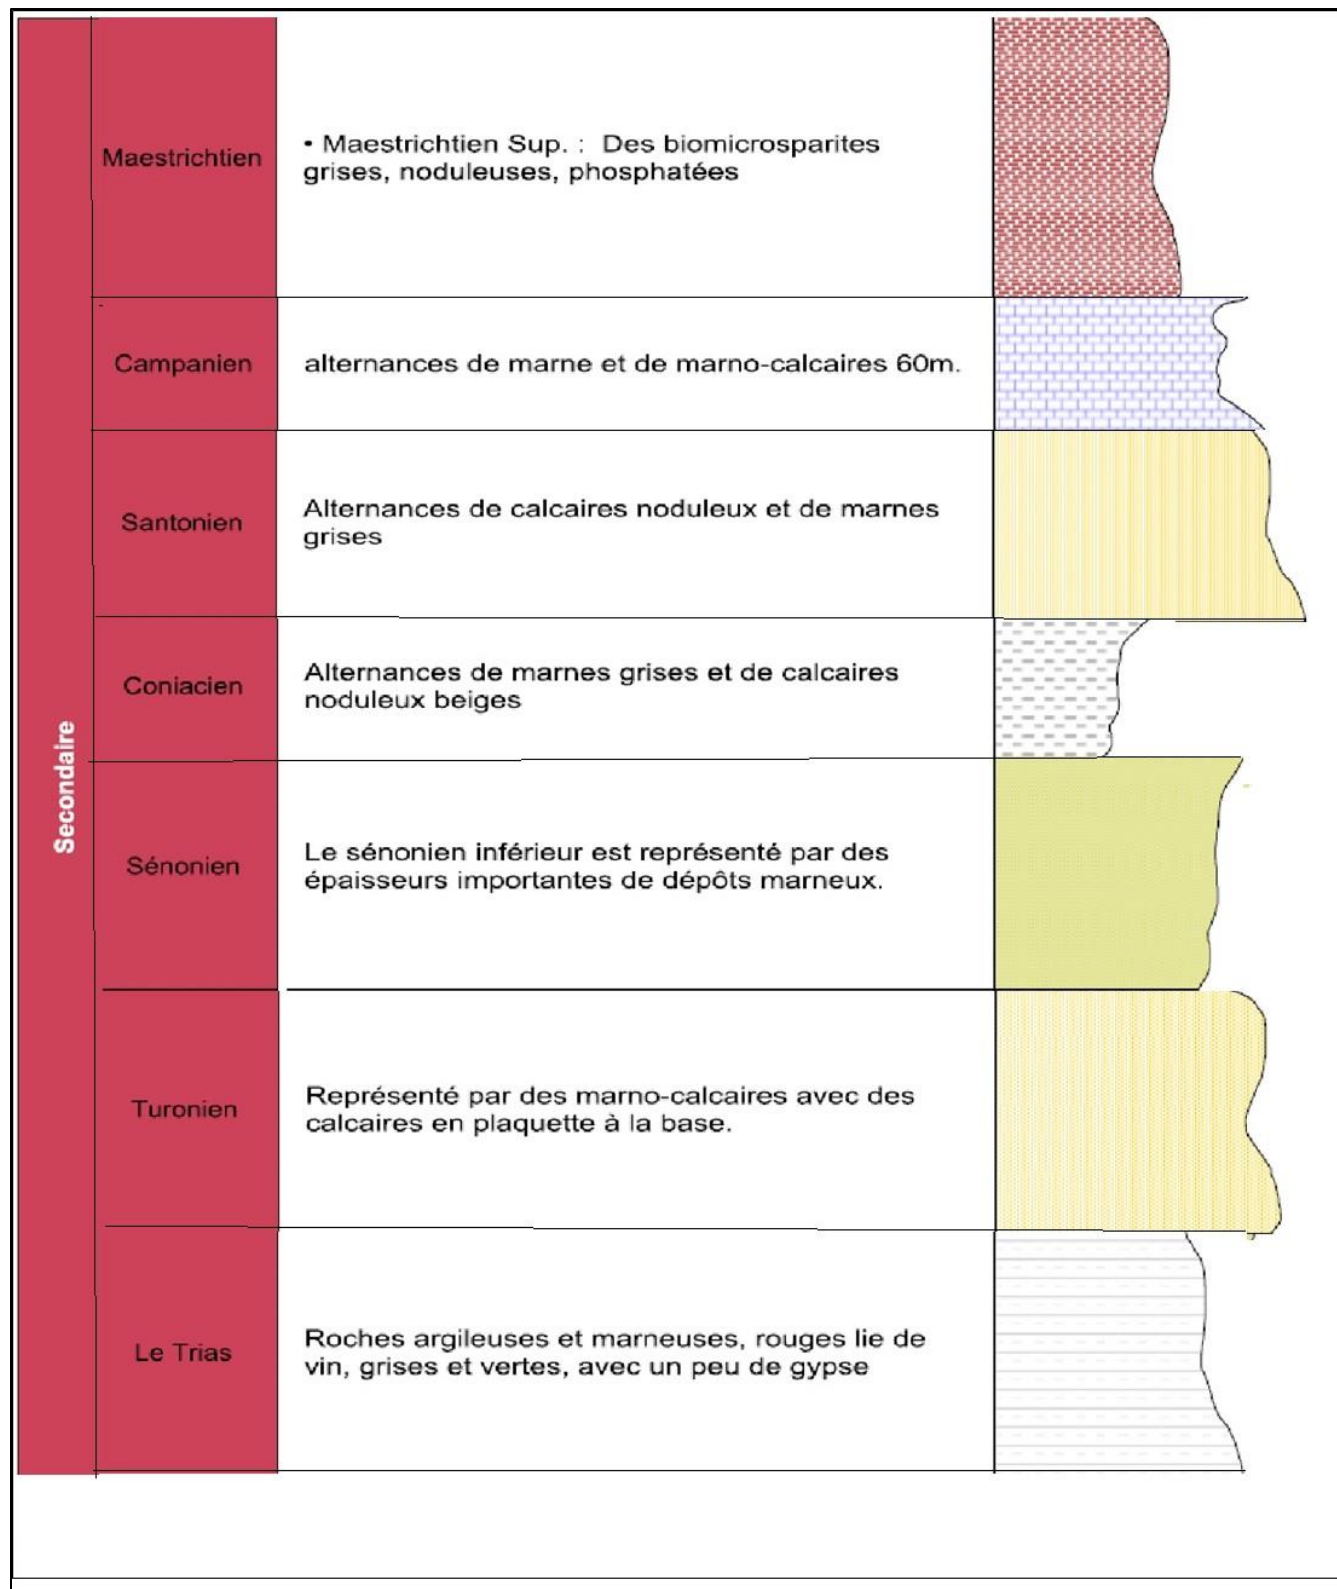 Secondaire
Maestrichtien
• Maestrichtien Sup. : Des biomicrosparites
grises, noduleuses, phosphatées
Campanien
alternances de marne et de marno-calcaires 60m.
Santonien
Alternances de calcaires noduleux et de marnes
grises
Coniacien
Alternances de marnes grises et de calcaires
noduleux beiges
Sénonien
Le sénonien inférieur est représenté par des
épaisseurs importantes de dépôts marneux.
Turonien
Représenté par des marno-calcaires avec des
calcaires en plaquette à la base.
Le Trias
Roches argileuses et marneuses, rouges lie de
vin, grises et vertes, avec un peu de gypse